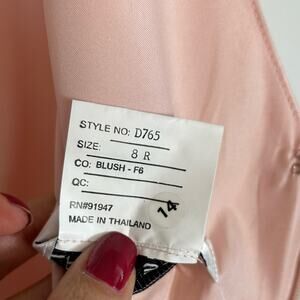 STYLE NO: D765
SIZE: 8 R
CO: BLUSH - F6
QC:
14
RN#91947
MADE IN THAILAND